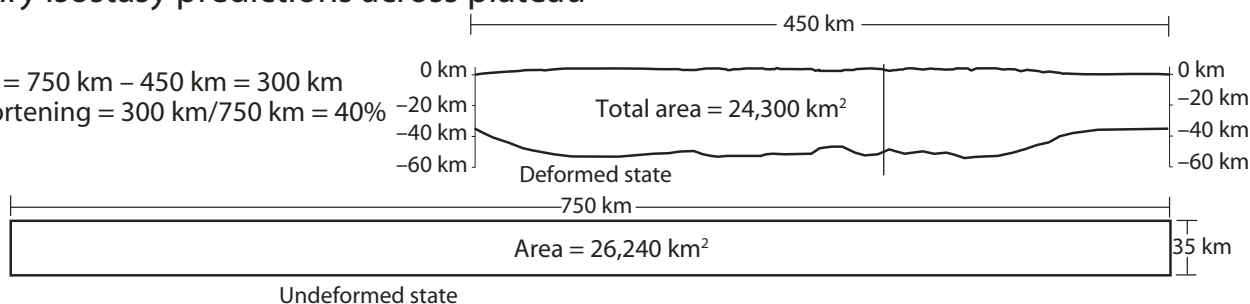 isostasy predictions across plateau
450 km
= 750 km – 450 km = 300 km
= 300 km/750 km = 40%
0 km
–20 km
–40 km
–60 km
Total area = 24,300 km²
0 km
–20 km
–40 km
–60 km
Deformed state
750 km
Area = 26,240 km²
35 km
Undeformed state